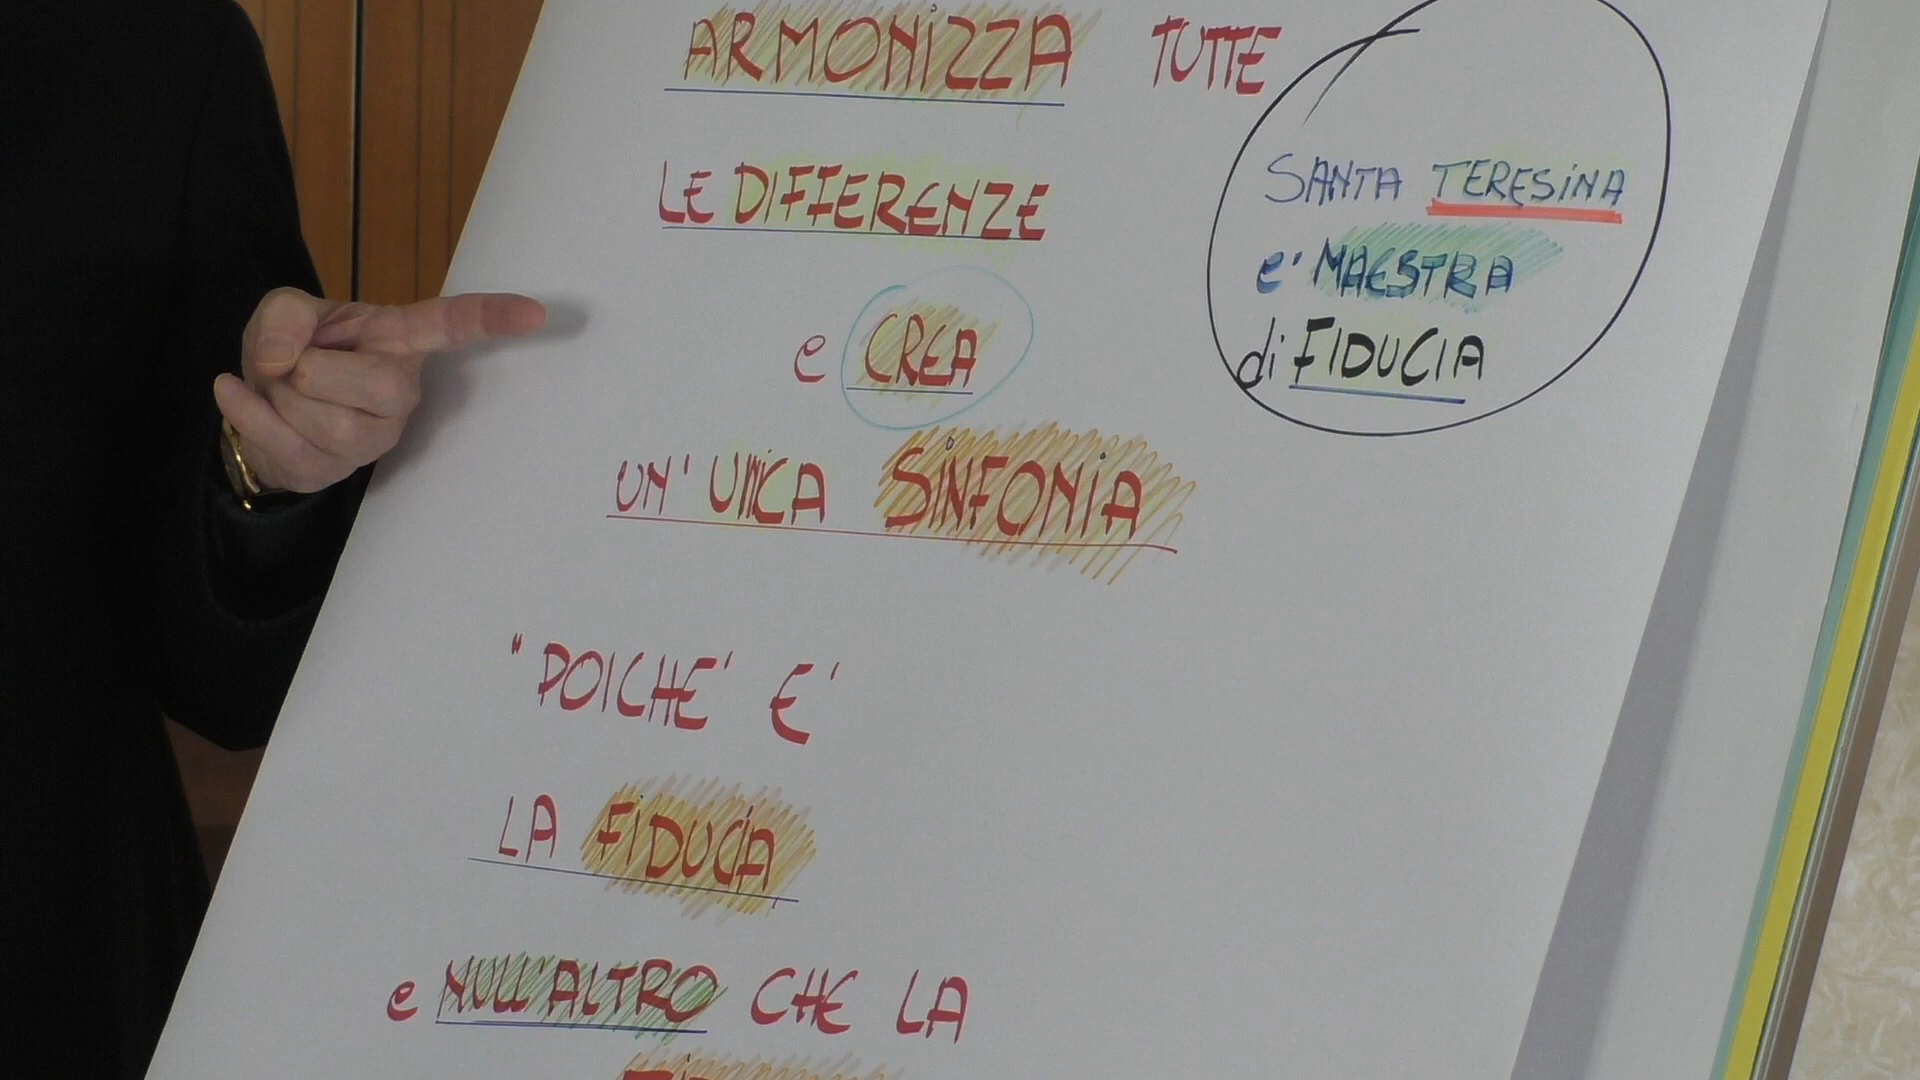 ARMONIZZA TUTTE
LE DIFFERENZE
e CREA
UN' UNICA SINFONIA
"POICHE' E'
LA FIDUCIA
e NULL'ALTRO CHE LA
SANTA TERESINA
e' MAESTRA
di FIDUCIA